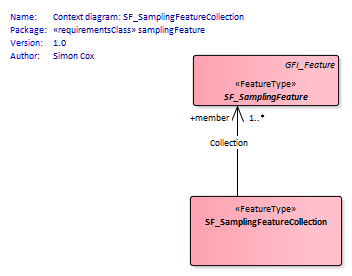 Name: Context diagram: SF_SamplingFeatureCollection
Package: «requirementsClass» samplingFeature
Version: 1.0
Author: Simon Cox
GFI_Feature
«FeatureType»
SF_SamplingFeature
+member 1..*
Collection
«FeatureType»
SF_SamplingFeatureCollection